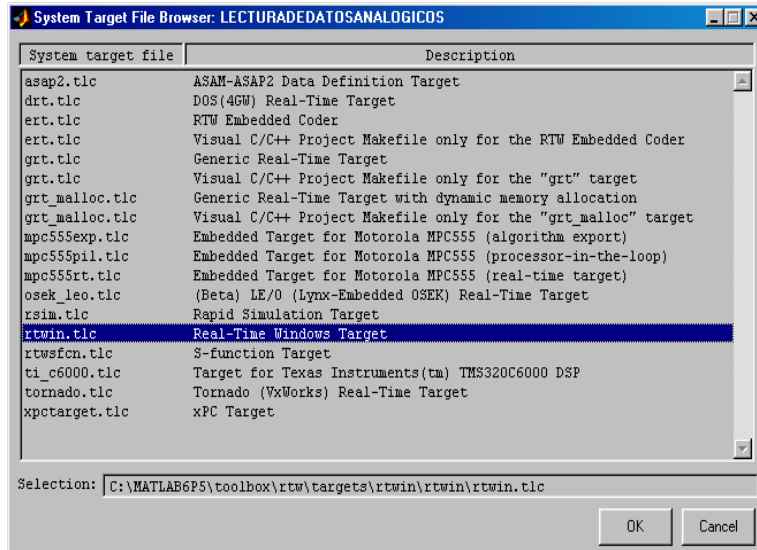 System Target File Browser: LECTURADEDATOSANALOGICOS
System target file Description
asap2.tlc ASAM-ASAP2 Data Definition Target
drt.tlc DOS(4GW) Real-Time Target
ert.tlc RTW Embedded Coder
ert.tlc Visual C/C++ Project Makefile only for the RTW Embedded Coder
grt.tlc Generic Real-Time Target
grt.tlc Visual C/C++ Project Makefile only for the "grt" target
grt_malloc.tlc Generic Real-Time Target with dynamic memory allocation
grt_malloc.tlc Visual C/C++ Project Makefile only for the "grt_malloc" target
mpc555exp.tlc Embedded Target for Motorola MPC555 (algorithm export)
mpc555pil.tlc Embedded Target for Motorola MPC555 (processor-in-the-loop)
mpc555rt.tlc Embedded Target for Motorola MPC555 (real-time target)
osek_leo.tlc (Beta) LE/O (Lynx-Embedded OSEK) Real-Time Target
rsim.tlc Rapid Simulation Target
rtwin.tlc Real-Time Windows Target
rtwsfcn.tlc S-function Target
ti_c6000.tlc Target for Texas Instruments(tm) TMS320C6000 DSP
tornado.tlc Tornado (VxWorks) Real-Time Target
xpctarget.tlc xPC Target
Selection: C:\MATLAB6P5\toolbox\rtw\targets\rtwin\rtwin\rtwin.tlc
OK Cancel